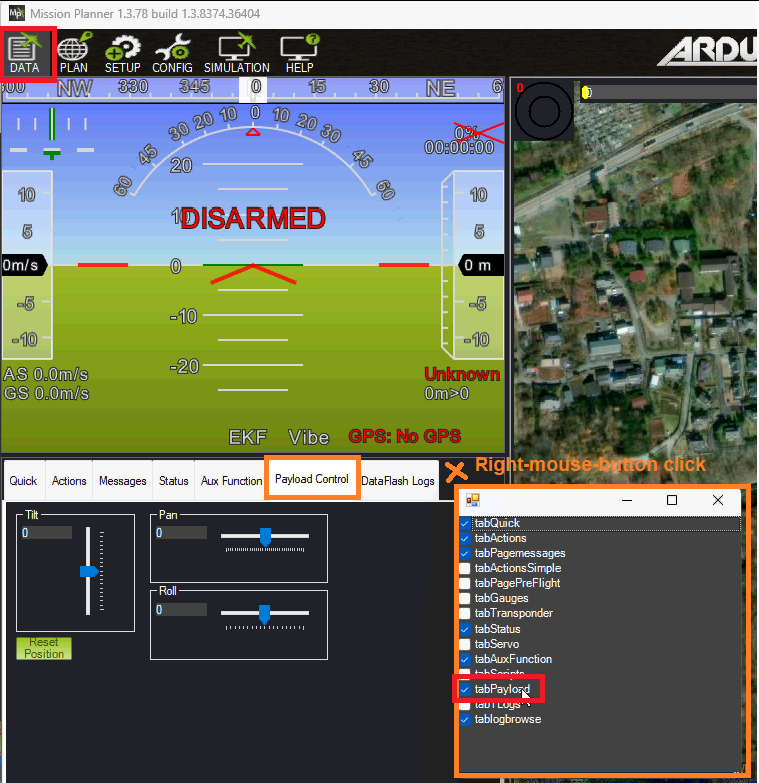 Mission Planner 1.3.78 build 1.3.8374.36404
DATA PLAN SETUP CONFIG SIMULATION HELP
ARDU
300 NW 330 345 0 15 30 NE 6
60 45 30 20 10 0 10 20 30 45 60
0%
00:00:00
20
10
0
-10
-20
DISARMED
10
5
0m/s
-5
-10
10
5
0 m
-5
-10
AS 0.0m/s
GS 0.0m/s
Unknown
0m>0
EKF Vibe GPS: No GPS
0
0
Quick Actions Messages Status Aux Function Payload Control DataFlash Logs
Right-mouse-button click
Tilt
0
Reset
Position
Pan
0
Roll
0
tabQuick
tabActions
tabPagemessages
tabActionsSimple
tabPagePreFlight
tabGauges
tabTransponder
tabStatus
tabServo
tabAuxFunction
tabScripts
tabPayload
tabTLogs
tablogbrowse